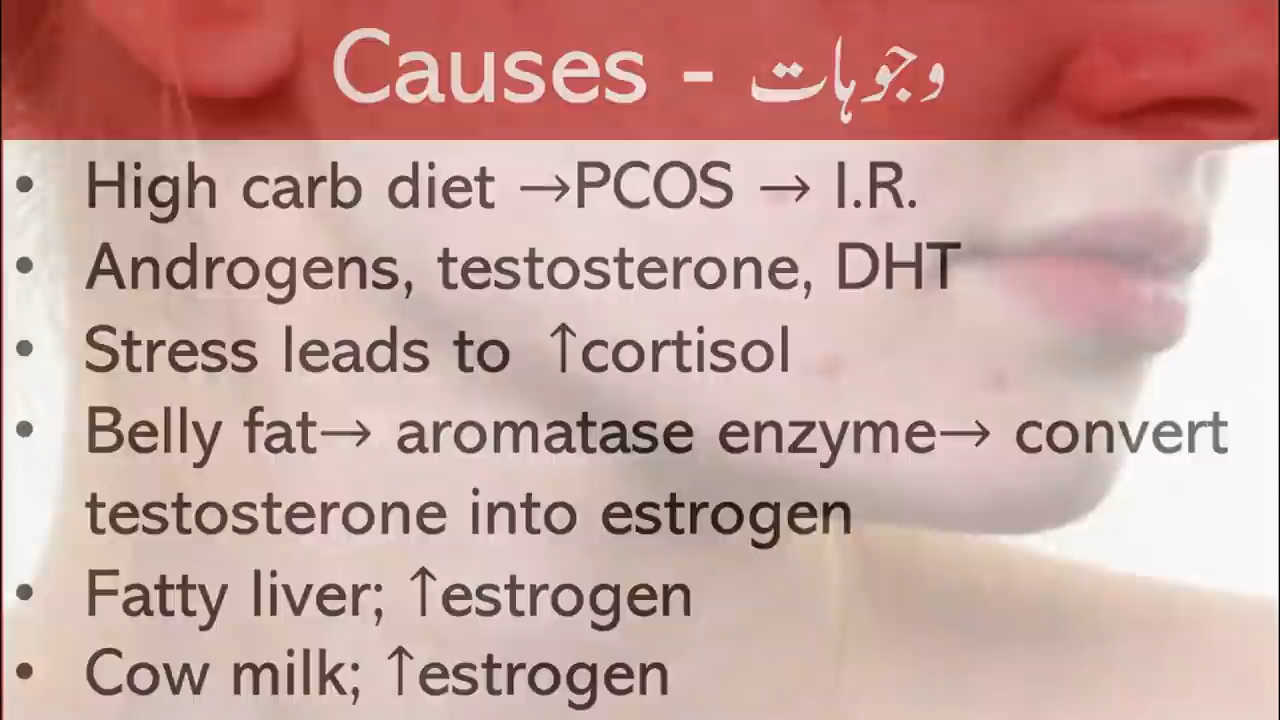 Causes - وجوہات
• High carb diet →PCOS → I.R.
• Androgens, testosterone, DHT
• Stress leads to ↑cortisol
• Belly fat→ aromatase enzyme→ convert
testosterone into estrogen
• Fatty liver; ↑estrogen
• Cow milk; ↑estrogen